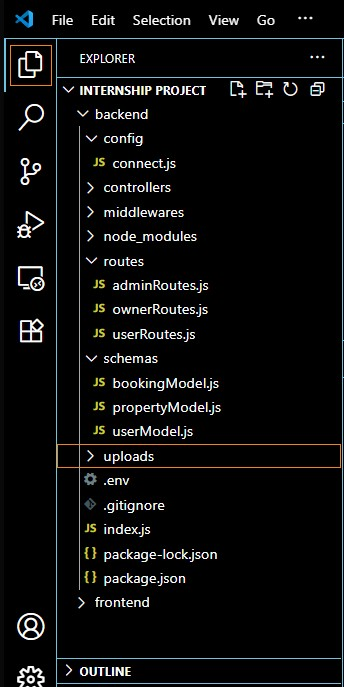 File Edit Selection View Go ...
EXPLORER ...
INTERNSHIP PROJECT
backend
config
JS connect.js
controllers
middlewares
node_modules
routes
JS adminRoutes.js
JS ownerRoutes.js
JS userRoutes.js
schemas
JS bookingModel.js
JS propertyModel.js
JS userModel.js
uploads
.env
.gitignore
JS index.js
{} package-lock.json
{} package.json
frontend
OUTLINE